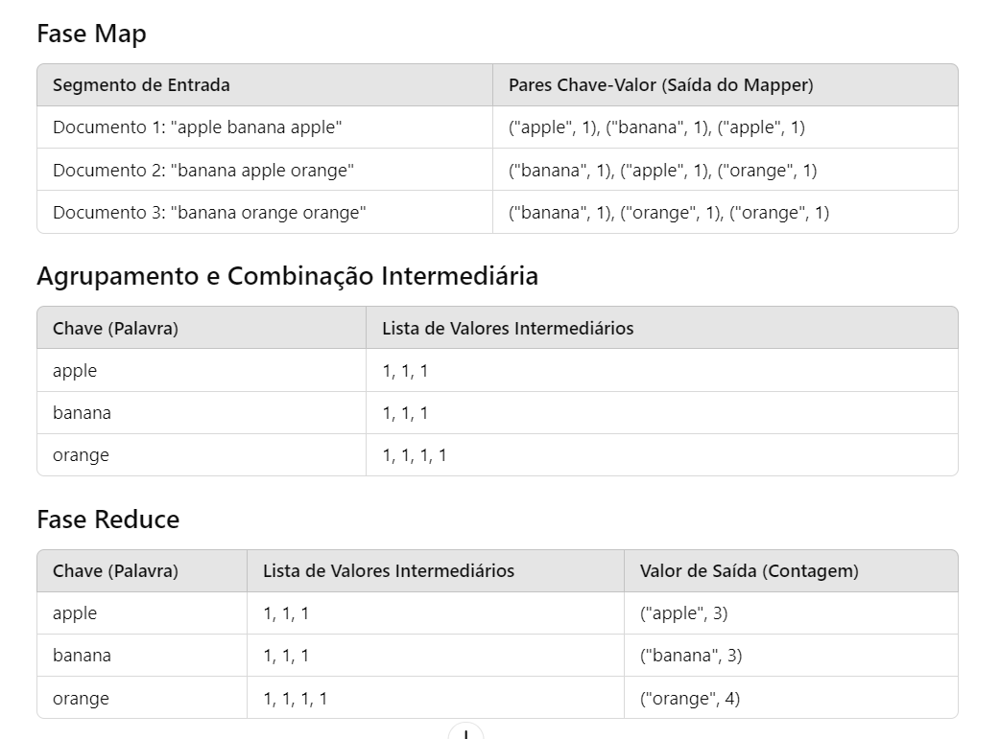 Fase Map
Segmento de Entrada Pares Chave-Valor (Saída do Mapper)
Documento 1: "apple banana apple" ("apple", 1), ("banana", 1), ("apple", 1)
Documento 2: "banana apple orange" ("banana", 1), ("apple", 1), ("orange", 1)
Documento 3: "banana orange orange" ("banana", 1), ("orange", 1), ("orange", 1)
Agrupamento e Combinação Intermediária
Chave (Palavra) Lista de Valores Intermediários
apple 1, 1, 1
banana 1, 1, 1
orange 1, 1, 1, 1
Fase Reduce
Chave (Palavra) Lista de Valores Intermediários Valor de Saída (Contagem)
apple 1, 1, 1 ("apple", 3)
banana 1, 1, 1 ("banana", 3)
orange 1, 1, 1, 1 ("orange", 4)